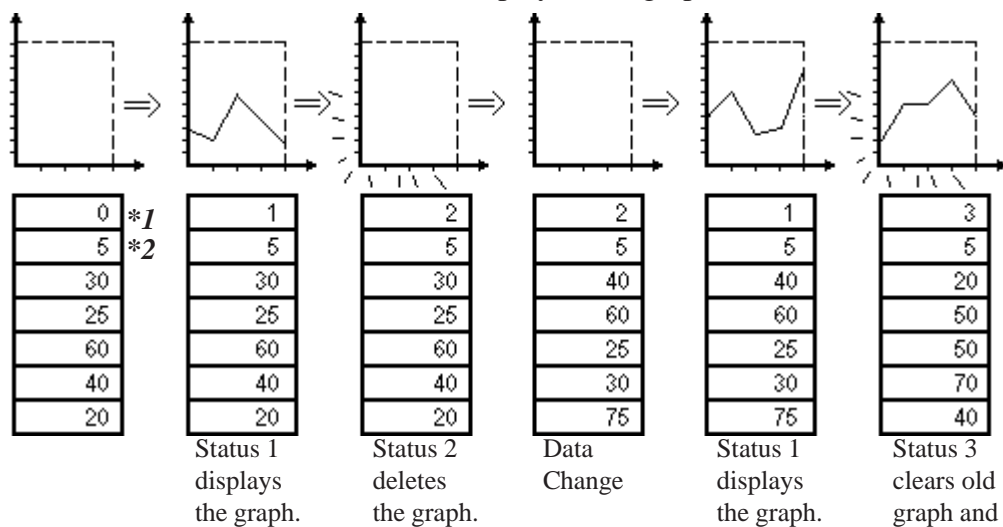 0 *1 1 2 2 1 3
5 *2 5 5 5 5 5
30 30 30 40 40 20
25 25 25 60 60 50
60 60 60 25 25 50
40 40 40 30 30 70
20 20 20 75 75 40
Status 1 Status 2 Data Status 1 Status 3
displays deletes Change displays clears old
the graph. the graph. the graph. graph and